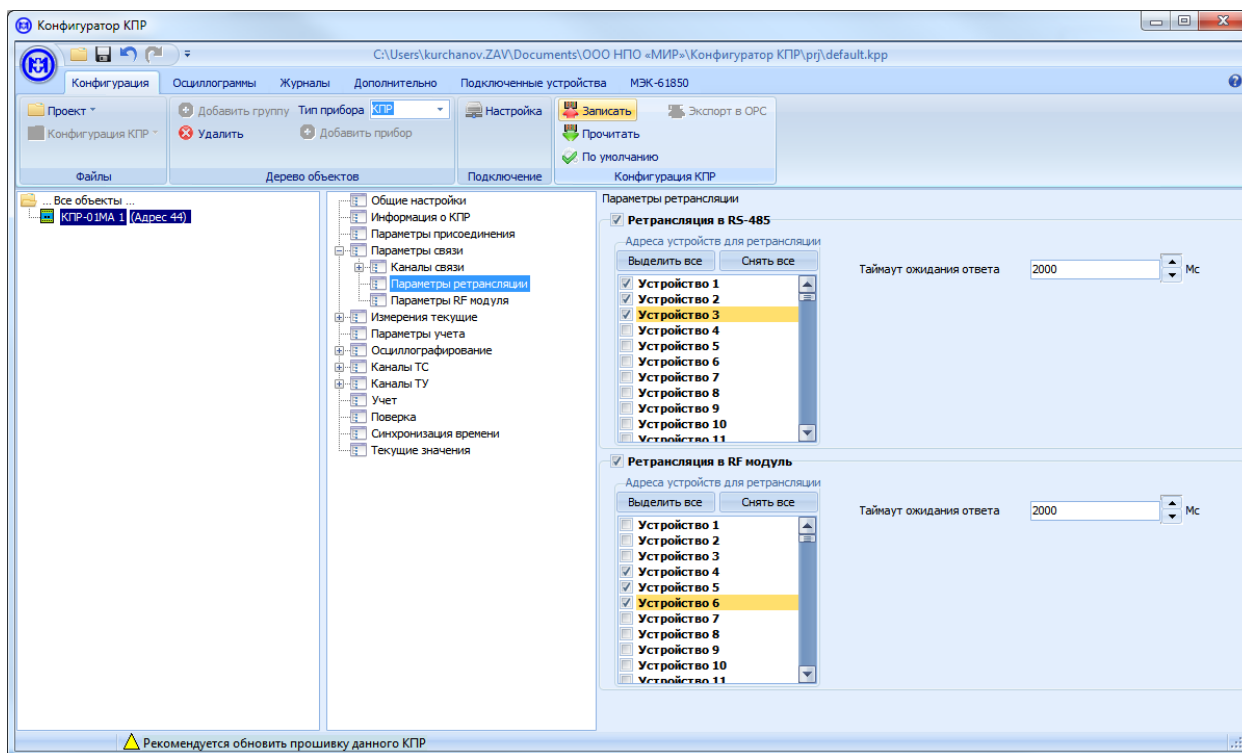 Конфигуратор КПР
C:\Users\kurchanov.ZAV\Documents\ООО НПО «МИР»\Конфигуратор КПР\prj\default.kpp
Конфигурация Осциллограммы Журналы Дополнительно Подключенные устройства МЭК-61850
Проект
Конфигурация КПР
Файлы
Добавить группу Тип прибора КПР
Удалить Добавить прибор
Дерево объектов
Настройка
Подключение
Записать Экспорт в OPC
Прочитать
По умолчанию
Конфигурация КПР
... Все объекты ...
КПР-01МА 1 (Адрес 44)
Общие настройки
Информация о КПР
Параметры присоединения
Параметры связи
Каналы связи
Параметры ретрансляции
Параметры RF модуля
Измерения текущие
Параметры учета
Осциллографирование
Каналы ТС
Каналы ТУ
Учет
Поверка
Синхронизация времени
Текущие значения
Параметры ретрансляции
Ретрансляция в RS-485
Адреса устройств для ретрансляции
Выделить все Снять все
Устройство 1
Устройство 2
Устройство 3
Устройство 4
Устройство 5
Устройство 6
Устройство 7
Устройство 8
Устройство 9
Устройство 10
Устройство 11
Таймаут ожидания ответа 2000 Мс
Ретрансляция в RF модуль
Адреса устройств для ретрансляции
Выделить все Снять все
Устройство 1
Устройство 2
Устройство 3
Устройство 4
Устройство 5
Устройство 6
Устройство 7
Устройство 8
Устройство 9
Устройство 10
Устройство 11
Таймаут ожидания ответа 2000 Мс
Рекомендуется обновить прошивку данного КПР